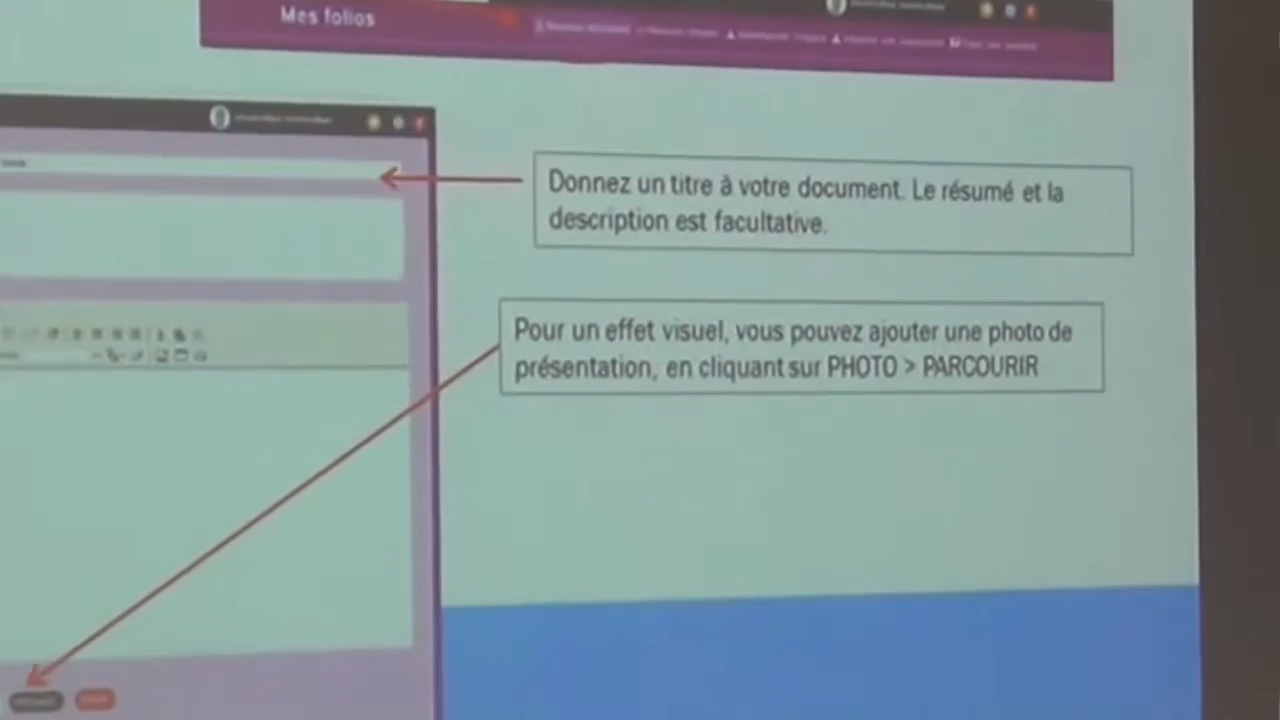 Mes folios
Donnez un titre à votre document. Le résumé et la
description est facultative.
Pour un effet visuel, vous pouvez ajouter une photo de
présentation, en cliquant sur PHOTO > PARCOURIR